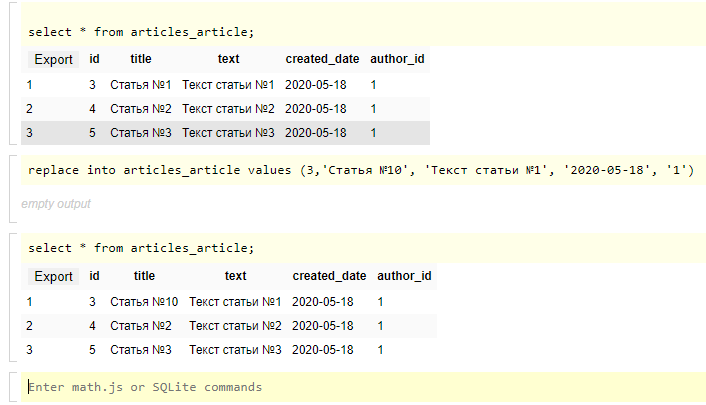 select * from articles_article;
Export id title text created_date author_id
1 3 Статья №1 Текст статьи №1 2020-05-18 1
2 4 Статья №2 Текст статьи №2 2020-05-18 1
3 5 Статья №3 Текст статьи №3 2020-05-18 1
replace into articles_article values (3,'Статья №10', 'Текст статьи №1', '2020-05-18', '1')
empty output
select * from articles_article;
Export id title text created_date author_id
1 3 Статья №10 Текст статьи №1 2020-05-18 1
2 4 Статья №2 Текст статьи №2 2020-05-18 1
3 5 Статья №3 Текст статьи №3 2020-05-18 1
Enter math.js or SQLite commands